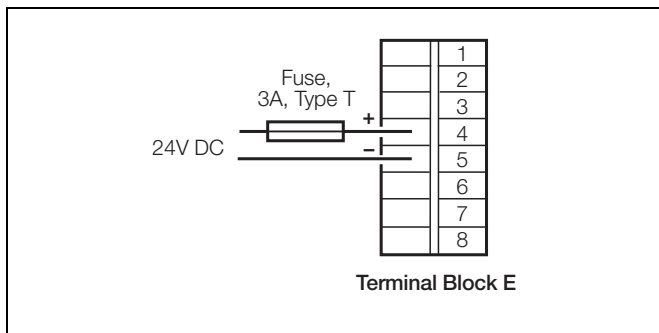 Fuse,
3A, Type T
+
24V DC
–
1
2
3
4
5
6
7
8
Terminal Block E